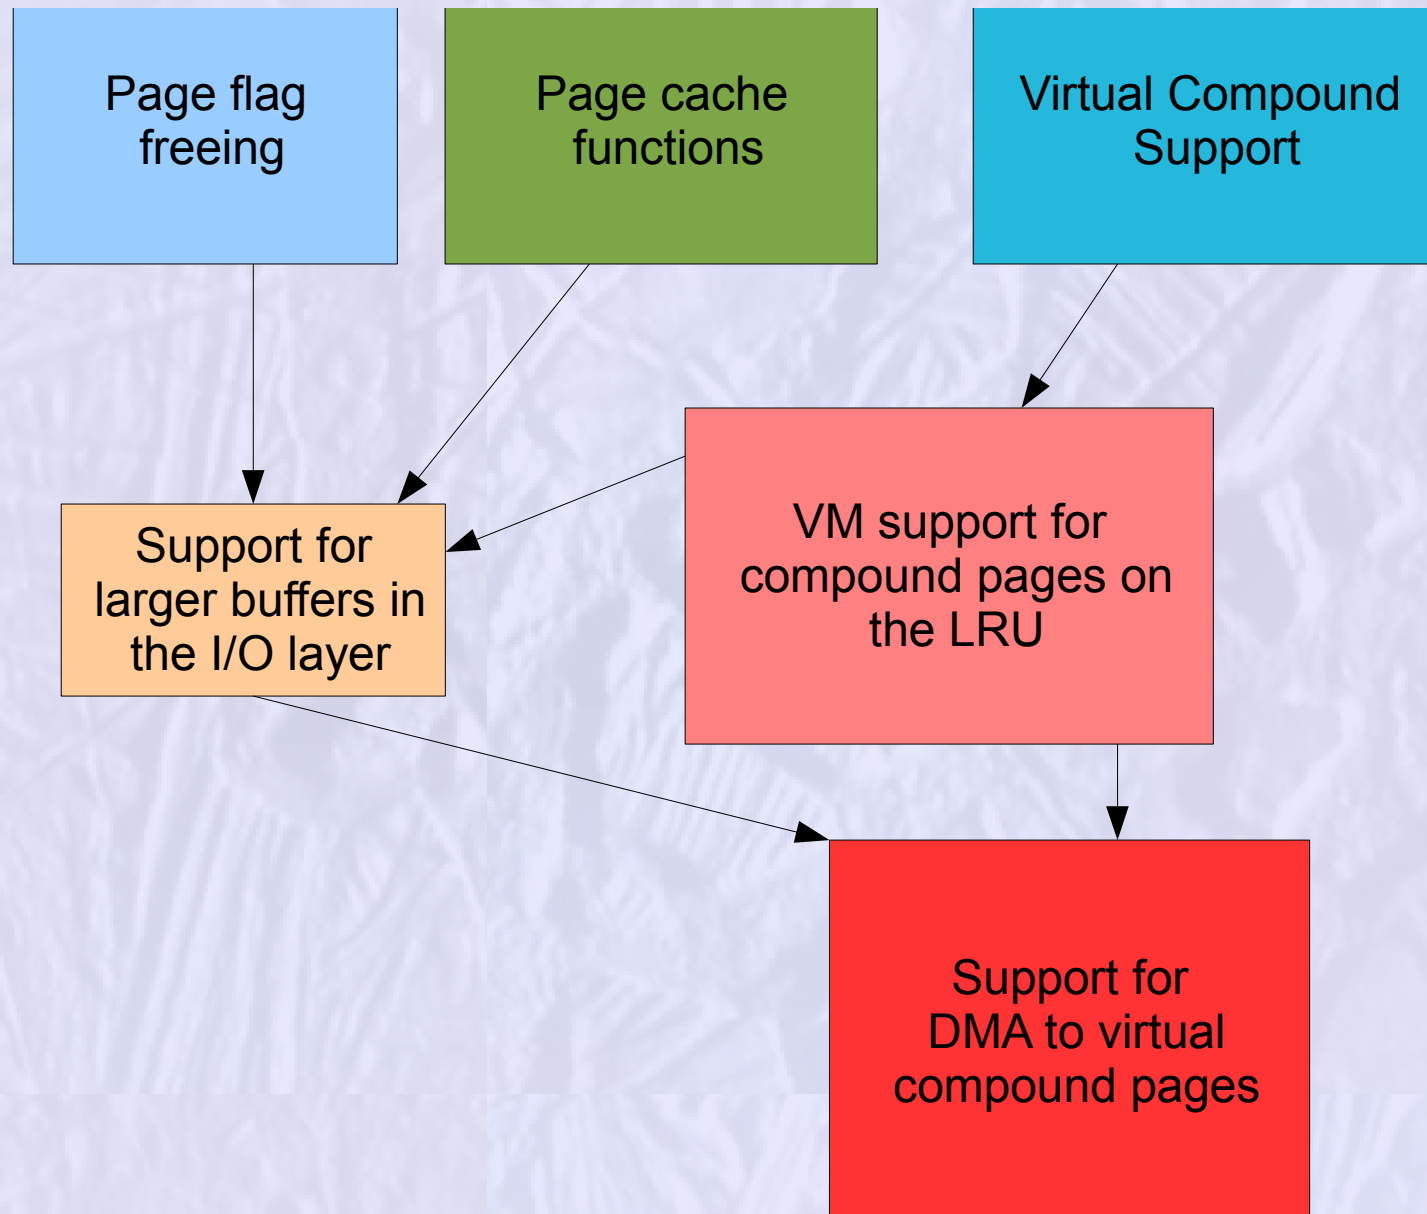 Page flag
freeing
Page cache
functions
Virtual Compound
Support
Support for
larger buffers in
the I/O layer
VM support for
compound pages on
the LRU
Support for
DMA to virtual
compound pages